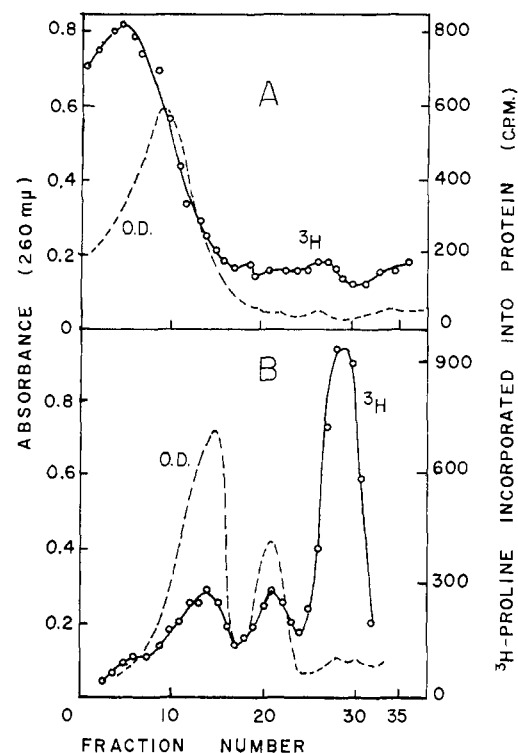 0.8
0.6
0.4
0.2
0
800
600
400
200
0
A
O.D.
³H
ABSORBANCE (260 mμ)
³H-PROLINE INCORPORATED INTO PROTEIN (C.P.M.)
B
O.D.
³H
0.8
0.6
0.4
0.2
0
900
600
300
0
10
20
30
35
FRACTION NUMBER